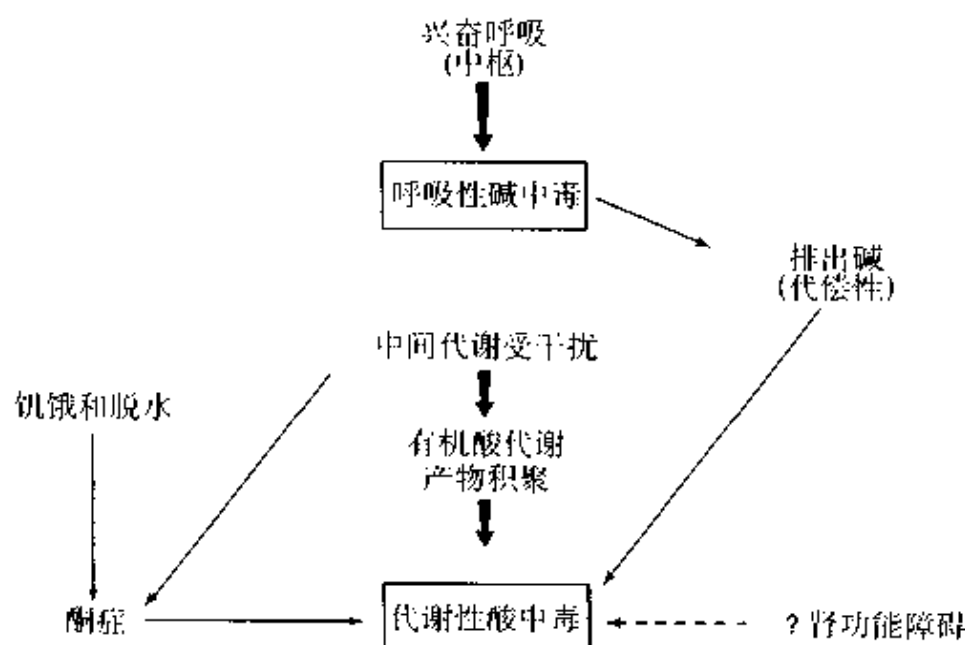 兴奋呼吸
(中枢)
呼吸性碱中毒
排出碱
(代偿性)
中间代谢受干扰
饥饿和脱水
有机酸代谢
产物积聚
酮症
代谢性酸中毒
?肾功能障碍